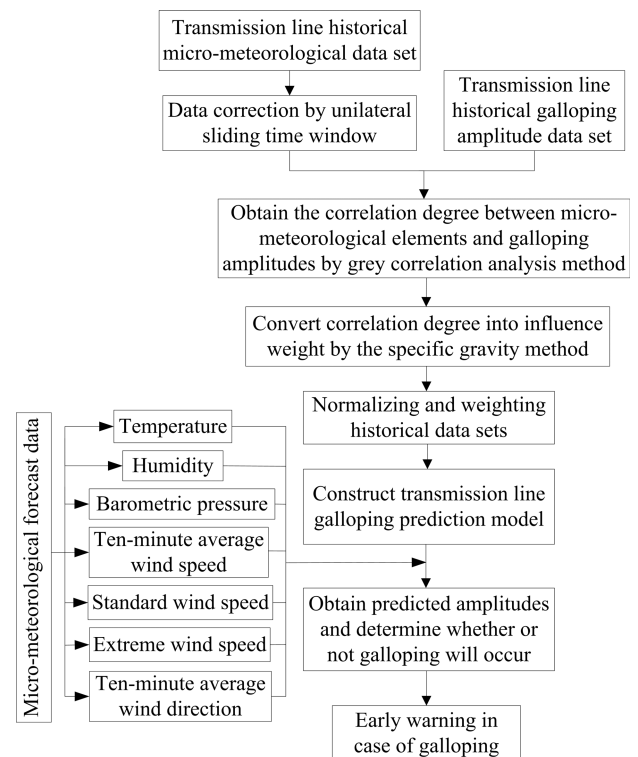 Transmission line historical
micro-meteorological data set
Data correction by unilateral
sliding time window
Transmission line
historical galloping
amplitude data set
Obtain the correlation degree between micro-
meteorological elements and galloping
amplitudes by grey correlation analysis method
Convert correlation degree into influence
weight by the specific gravity method
Normalizing and weighting
historical data sets
Construct transmission line
galloping prediction model
Micro-meteorological forecast data
Temperature
Humidity
Barometric pressure
Ten-minute average
wind speed
Standard wind speed
Extreme wind speed
Ten-minute average
wind direction
Obtain predicted amplitudes
and determine whether or
not galloping will occur
Early warning in
case of galloping